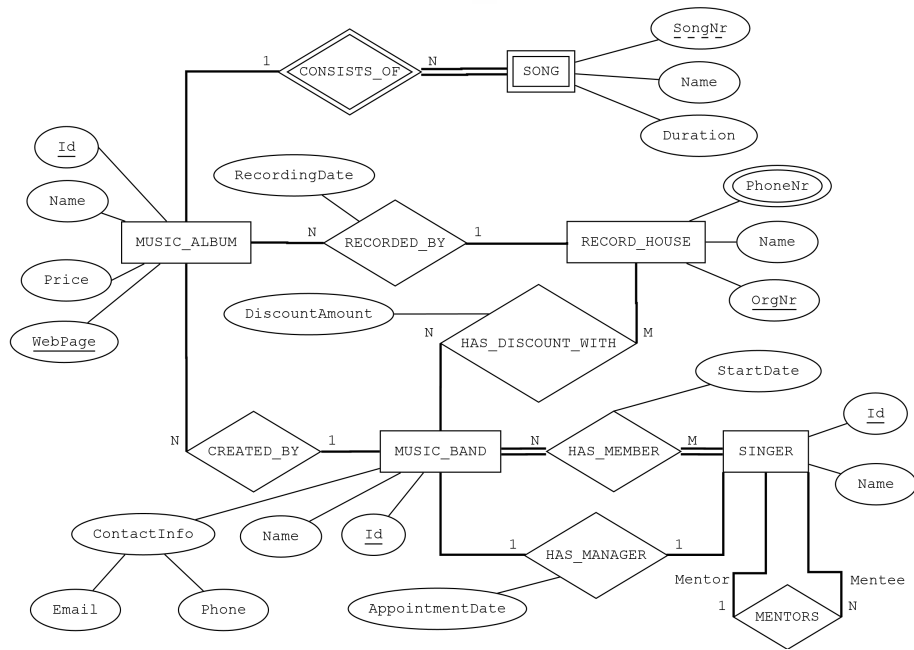 SongNr
1
CONSISTS_OF
N
SONG
Name
Duration
Id
RecordingDate
PhoneNr
Name
MUSIC_ALBUM
N
RECORDED_BY
1
RECORD_HOUSE
Name
Price
OrgNr
DiscountAmount
WebPage
N
HAS_DISCOUNT_WITH
M
StartDate
Id
N
CREATED_BY
1
MUSIC_BAND
N
HAS_MEMBER
M
SINGER
Name
ContactInfo
Name
Id
1
HAS_MANAGER
1
Mentor
Mentee
Email
Phone
AppointmentDate
1
MENTORS
N